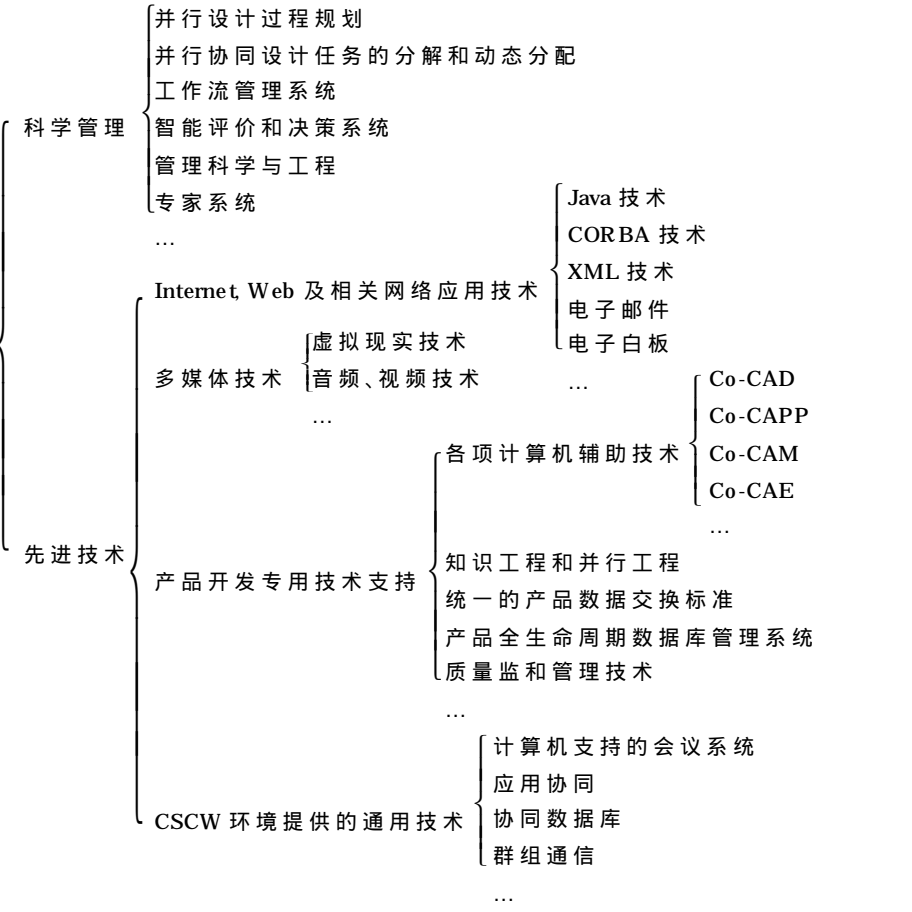 并行设计过程规划
并行协同设计任务的分解和动态分配
工作流管理系统
科学管理
智能评价和决策系统
管理科学与工程
专家系统
…
Java 技术
CORBA 技术
XML 技术
Internet, Web 及相关网络应用技术
电子邮件
电子白板
…
虚拟现实技术
多媒体技术
音频、视频技术
…
Co-CAD
Co-CAPP
各项计算机辅助技术
Co-CAM
Co-CAE
…
先进技术
产品开发专用技术支持
知识工程和并行工程
统一的产品数据交换标准
产品全生命周期数据库管理系统
质量监和管理技术
…
计算机支持的会议系统
应用协同
CSCW 环境提供的通用技术
协同数据库
群组通信
…